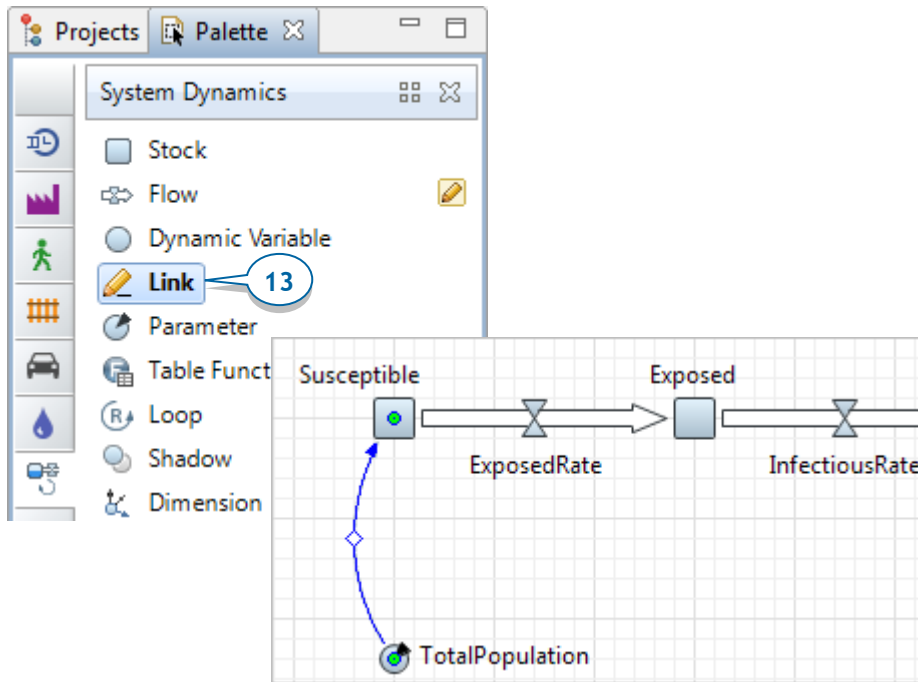 Projects
Palette
System Dynamics
Stock
Flow
Dynamic Variable
Link
13
Parameter
Table Funct
Loop
Shadow
Dimension
Susceptible
Exposed
ExposedRate
InfectiousRate
TotalPopulation